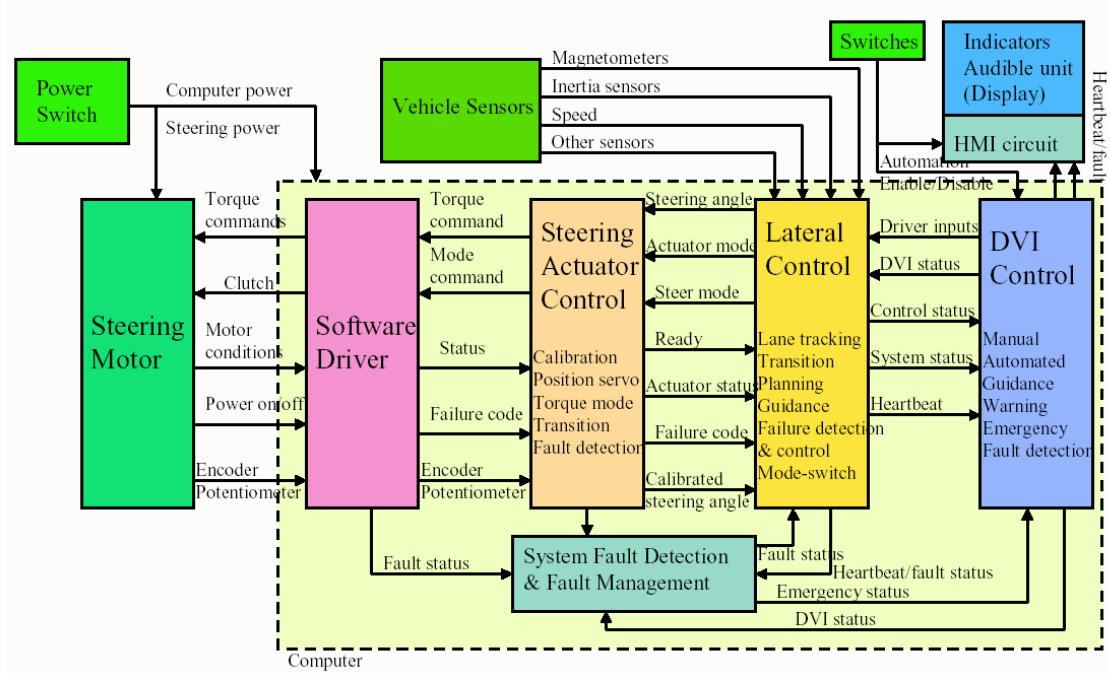 Power
Switch
Computer power
Steering power
Vehicle Sensors
Magnetometers
Inertia sensors
Speed
Other sensors
Switches
Indicators
Audible unit
(Display)
HMI circuit
Heartbeat/fault
Automation
Enable/Disable
Steering
Motor
Torque
commands
Clutch
Motor
conditions
Power on/off
Encoder
Potentiometer
Software
Driver
Torque
command
Mode
command
Status
Failure code
Encoder
Potentiometer
Steering
Actuator
Control
Calibration
Position servo
Torque mode
Transition
Fault detection
Steering angle
Actuator mode
Steer mode
Ready
Actuator status
Failure code
Calibrated
steering angle
Lateral
Control
Lane tracking
Transition
Planning
Guidance
Failure detection
& control
Mode-switch
Driver inputs
DVI status
Control status
System status
Heartbeat
DVI
Control
Manual
Automated
Guidance
Warning
Emergency
Fault detection
Fault status
System Fault Detection
& Fault Management
Fault status
Heartbeat/fault status
Emergency status
DVI status
Computer